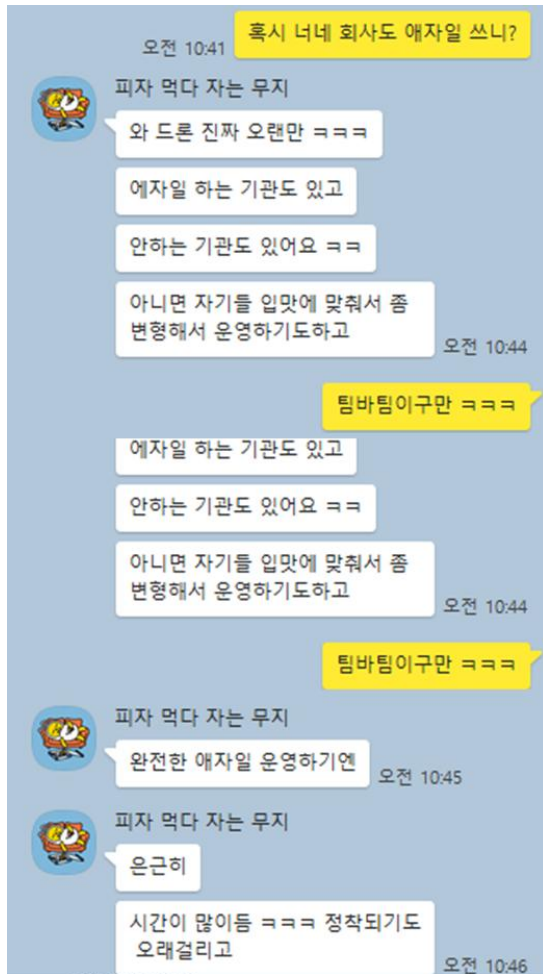 혹시 너네 회사도 애자일 쓰니?
오전 10:41
피자 먹다 자는 무지
와 드론 진짜 오랜만 ㅋㅋㅋ
에자일 하는 기관도 있고
안하는 기관도 있어요 ㅋㅋ
아니면 자기들 입맛에 맞춰서 좀
변형해서 운영하기도하고
오전 10:44
팀바팀이구만 ㅋㅋㅋ
에자일 하는 기관도 있고
안하는 기관도 있어요 ㅋㅋ
아니면 자기들 입맛에 맞춰서 좀
변형해서 운영하기도하고
오전 10:44
팀바팀이구만 ㅋㅋㅋ
피자 먹다 자는 무지
완전한 애자일 운영하기엔
오전 10:45
피자 먹다 자는 무지
은근히
시간이 많이듬 ㅋㅋㅋ 정착되기도
오래걸리고
오전 10:46